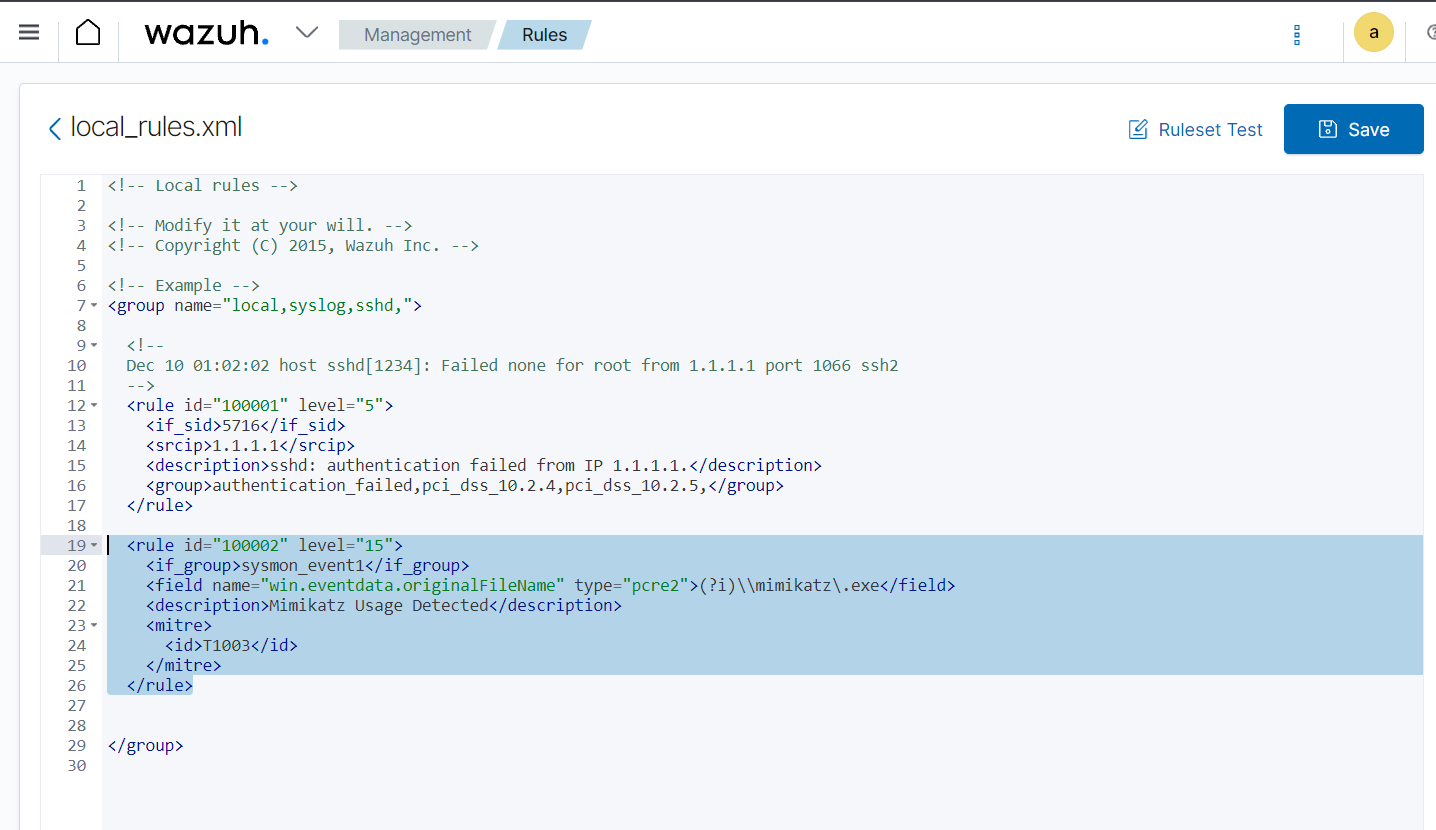 wazuh. Management Rules a
local_rules.xml Ruleset Test Save
1 <!-- Local rules -->
2
3 <!-- Modify it at your will. -->
4 <!-- Copyright (C) 2015, Wazuh Inc. -->
5
6 <!-- Example -->
7 <group name="local,syslog,sshd,">
8
9 <!--
10 Dec 10 01:02:02 host sshd[1234]: Failed none for root from 1.1.1.1 port 1066 ssh2
11 -->
12 <rule id="100001" level="5">
13 <if_sid>5716</if_sid>
14 <srcip>1.1.1.1</srcip>
15 <description>sshd: authentication failed from IP 1.1.1.1.</description>
16 <group>authentication_failed,pci_dss_10.2.4,pci_dss_10.2.5,</group>
17 </rule>
18
19 <rule id="100002" level="15">
20 <if_group>sysmon_event1</if_group>
21 <field name="win.eventdata.originalFileName" type="pcre2">(?i)\\mimikatz\.exe</field>
22 <description>Mimikatz Usage Detected</description>
23 <mitre>
24 <id>T1003</id>
25 </mitre>
26 </rule>
27
28
29 </group>
30